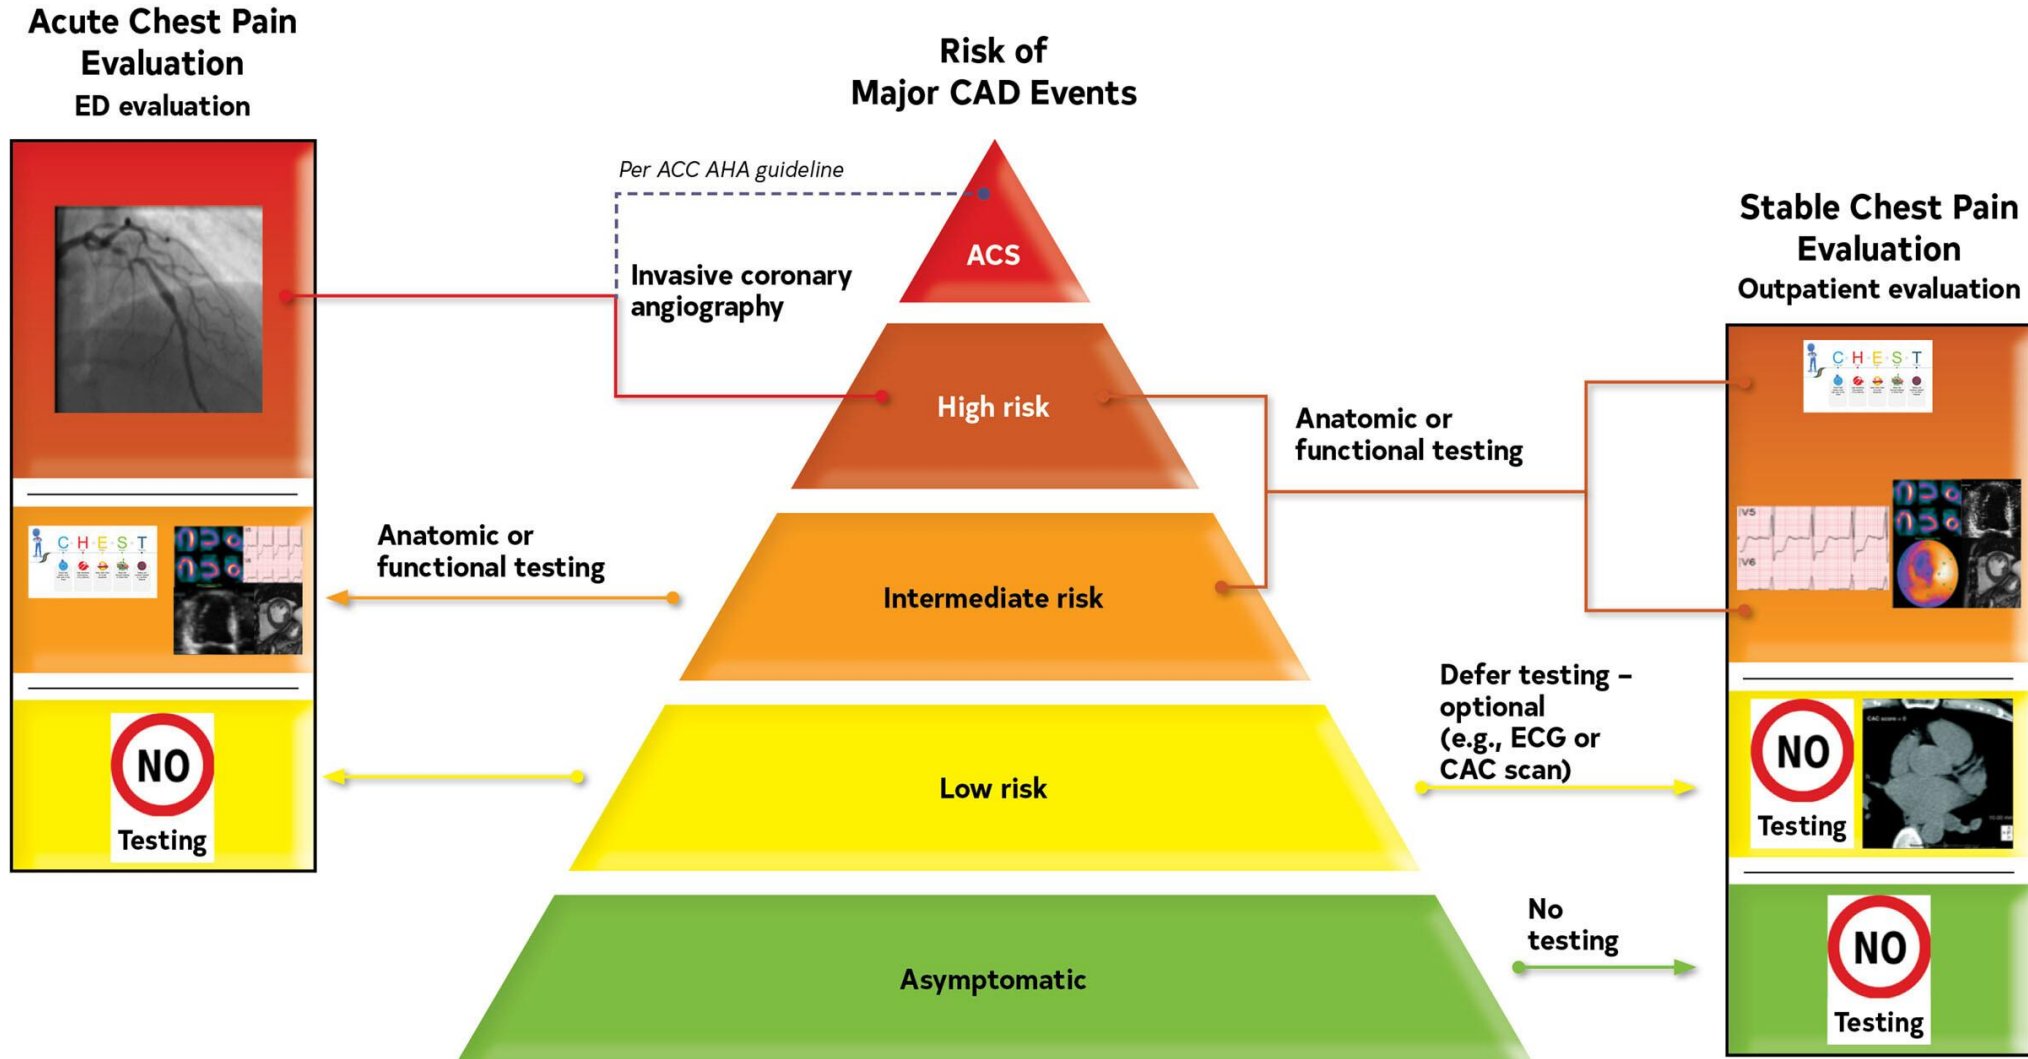 Acute Chest Pain
Evaluation
ED evaluation
Risk of
Major CAD Events
Per ACC AHA guideline
Invasive coronary
angiography
ACS
High risk
Anatomic or
functional testing
Intermediate risk
Low risk
Asymptomatic
C H E S T
Anatomic or
functional testing
NO
Testing
Stable Chest Pain
Evaluation
Outpatient evaluation
C H E S T
V5
V6
Defer testing –
optional
(e.g., ECG or
CAC scan)
NO
Testing
CAC score = 0
No
testing
NO
Testing